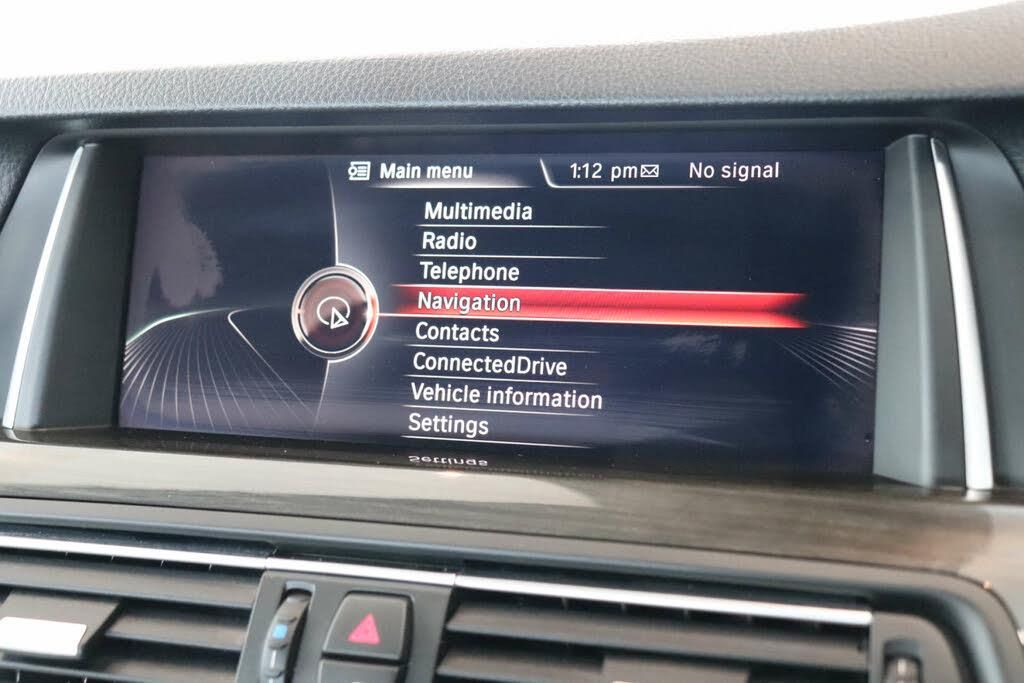 Main menu 1:12 pm No signal
Multimedia
Radio
Telephone
Navigation
Contacts
ConnectedDrive
Vehicle information
Settings